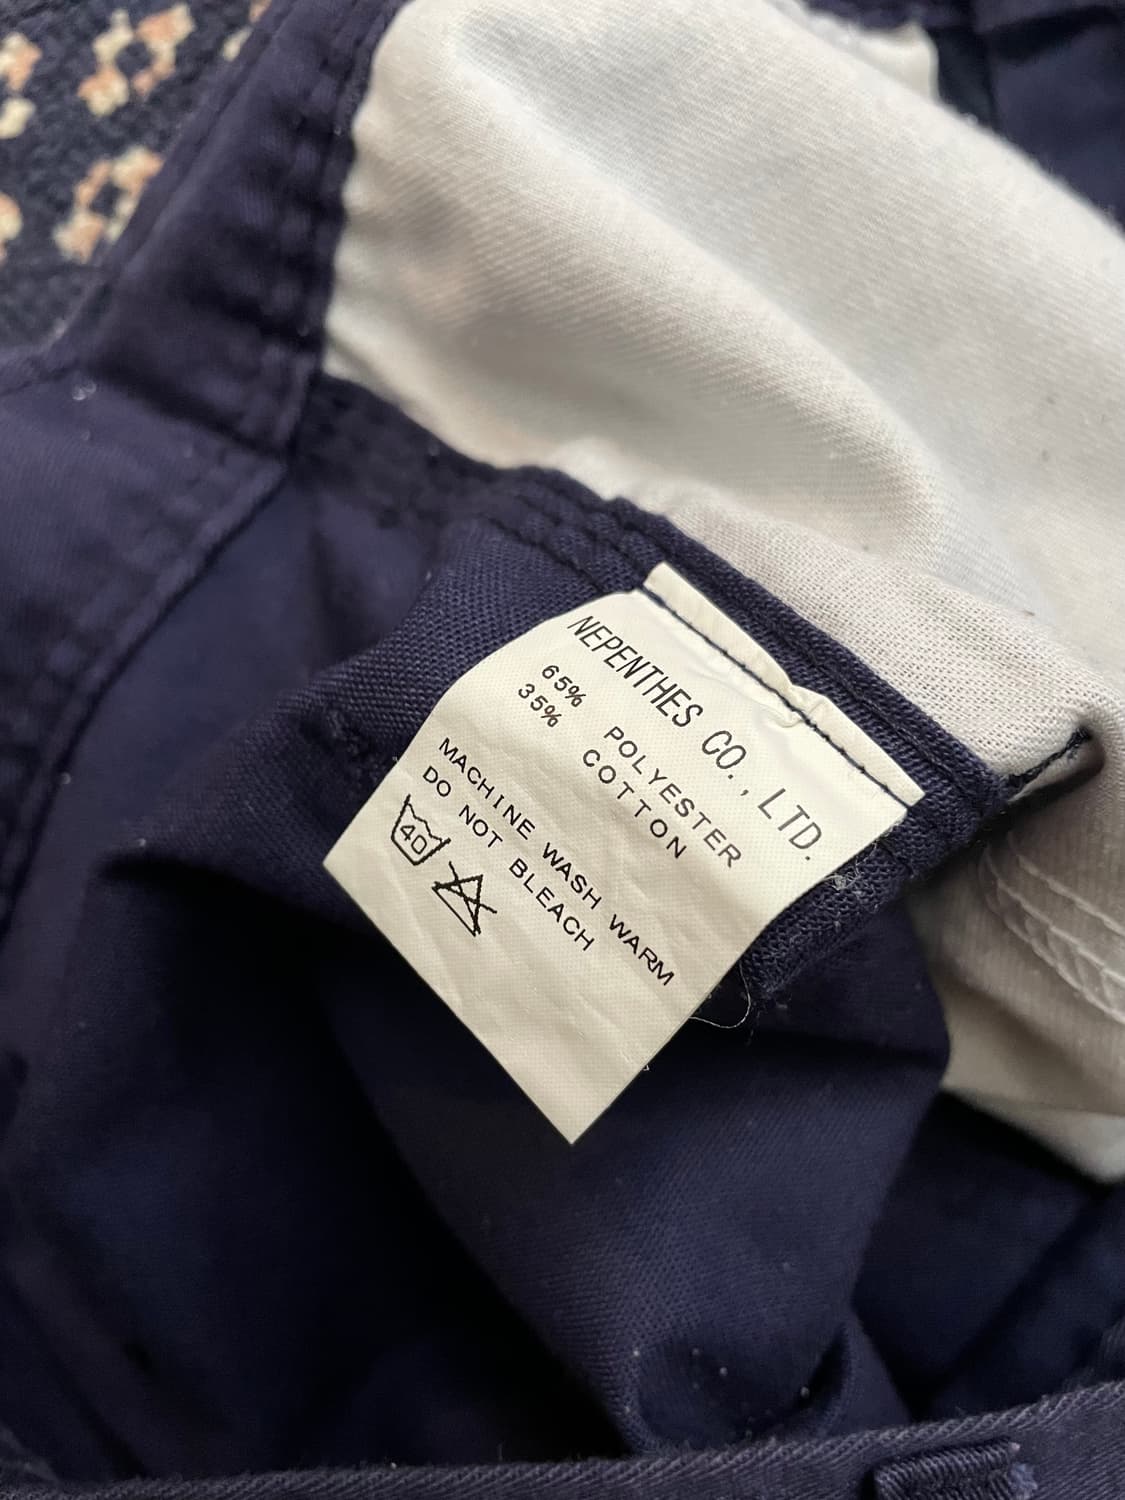 NEPENTHES CO., LTD.
65% POLYESTER
35% COTTON
MACHINE WASH WARM
DO NOT BLEACH
40